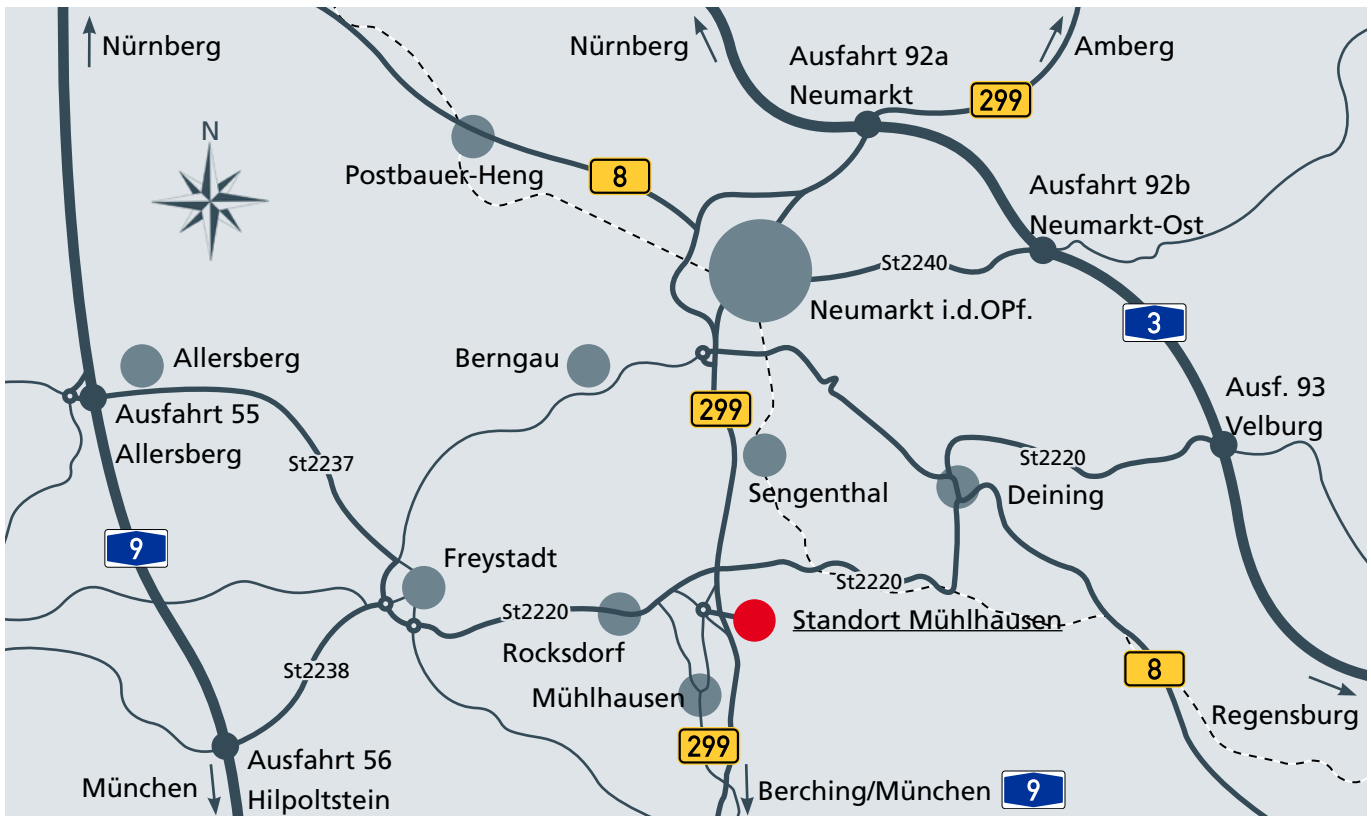 Nürnberg
Nürnberg
Ausfahrt 92a
Neumarkt
Amberg
299
N
Postbauer-Heng
8
Ausfahrt 92b
Neumarkt-Ost
St2240
Neumarkt i.d.OPf.
3
Allersberg
Berngau
Ausfahrt 55
Allersberg
299
Ausf. 93
Velburg
St2237
St2220
Sengenthal
Deining
9
Freystadt
St2220
St2220
Standort Mühlhausen
Rocksdorf
St2238
Mühlhausen
8
Regensburg
299
Ausfahrt 56
Hilpoltstein
München
Berching/München
9